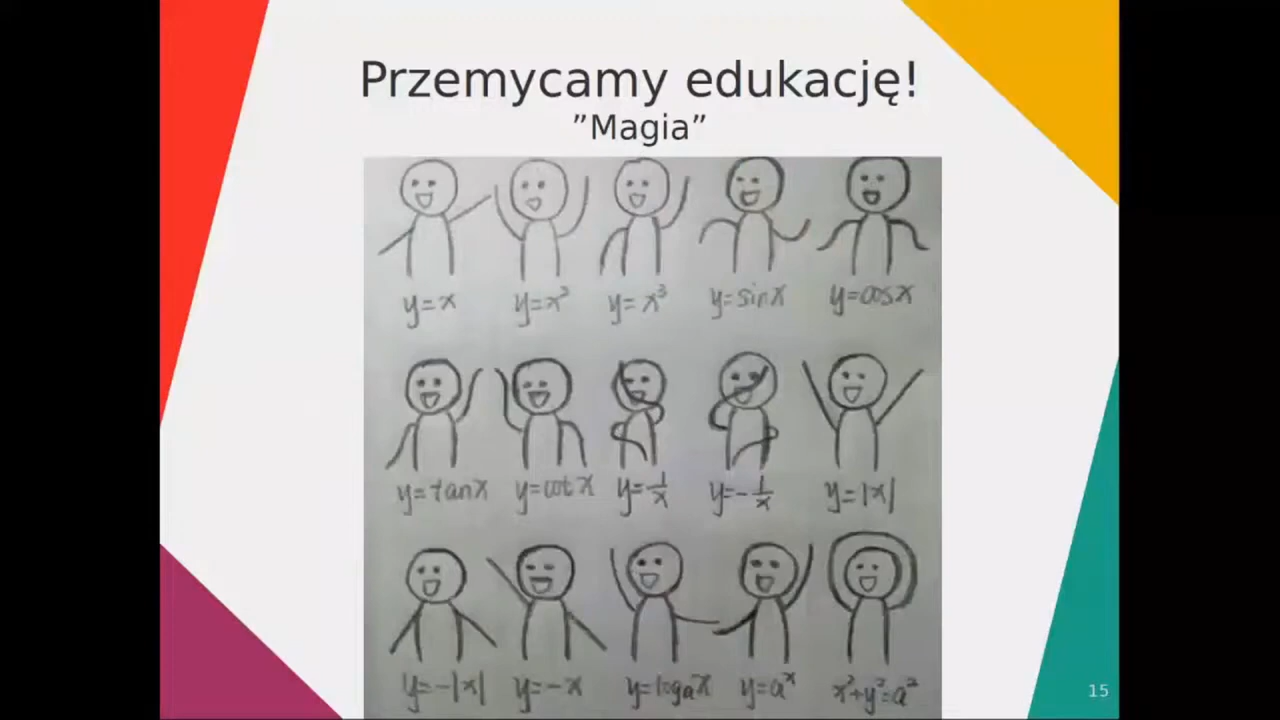 Przemycamy edukację!
”Magia”
y=x y=x² y=x³ y=sinx y=cosx
y=tanx y=cotx y=1/x y=-1/x y=|x|
y=-|x| y=-x y=logₐx y=aˣ x²+y²=a²
15